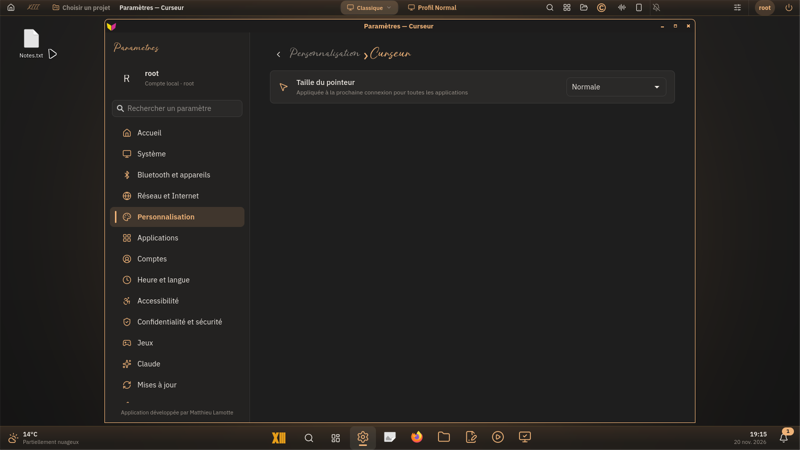 Choisir un projet
Paramètres — Curseur
Classique
Profil Normal
root
Notes.txt
Paramètres — Curseur
Paramètres
R
root
Compte local · root
Rechercher un paramètre
Accueil
Système
Bluetooth et appareils
Réseau et Internet
Personnalisation
Applications
Comptes
Heure et langue
Accessibilité
Confidentialité et sécurité
Jeux
Claude
Mises à jour
Application développée par Matthieu Lamotte
Personnalisation › Curseur
Taille du pointeur
Appliquée à la prochaine connexion pour toutes les applications
Normale
14°C
Partiellement nuageux
XIII
19:15
20 nov. 2026
1